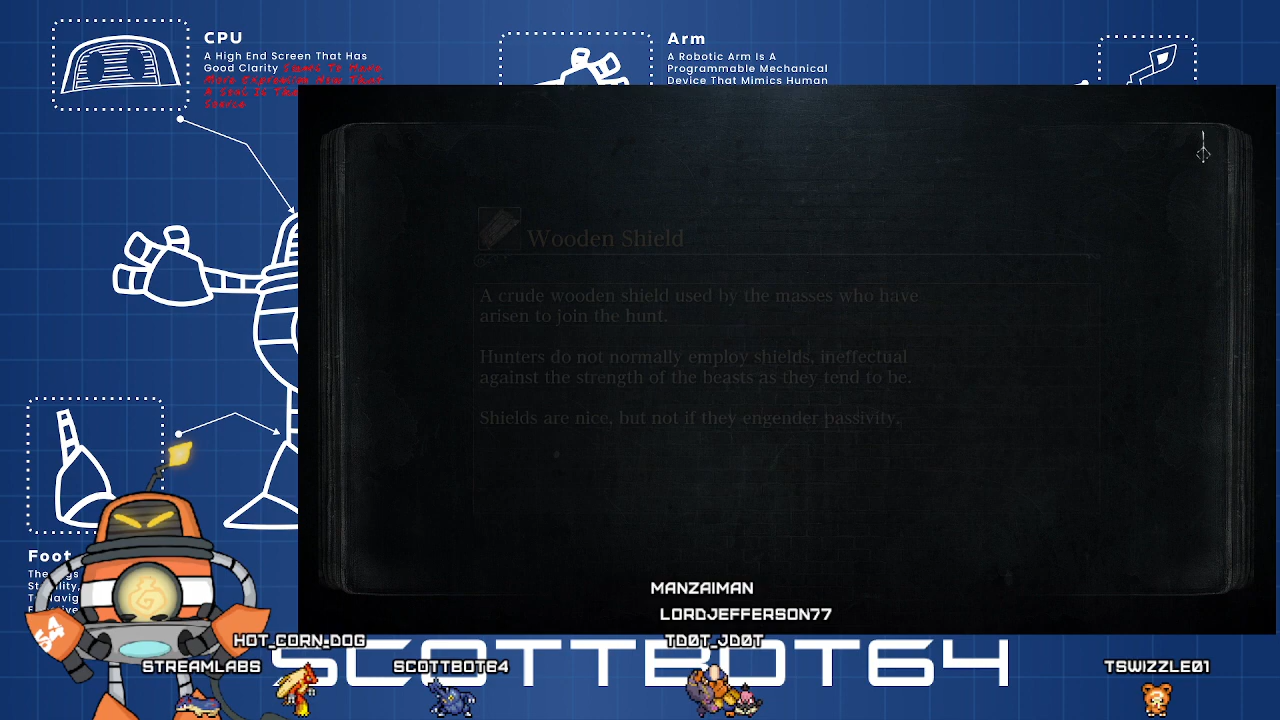 CPU
A High End Screen That Has
Good Clarity
Arm
A Robotic Arm Is A
Programmable Mechanical
Device That Mimics Human
Wooden Shield
A crude wooden shield used by the masses who have
arisen to join the hunt.
Hunters do not normally employ shields, ineffectual
against the strength of the beasts as they tend to be.
Shields are nice, but not if they engender passivity.
Foot
MANZAIMAN
LORDJEFFERSON77
HOT_CORN_DOG
TD0T_JD0T
STREAMLABS
SCOTTBOT64
TSWIZZLE01
SCOTTBOT64
54